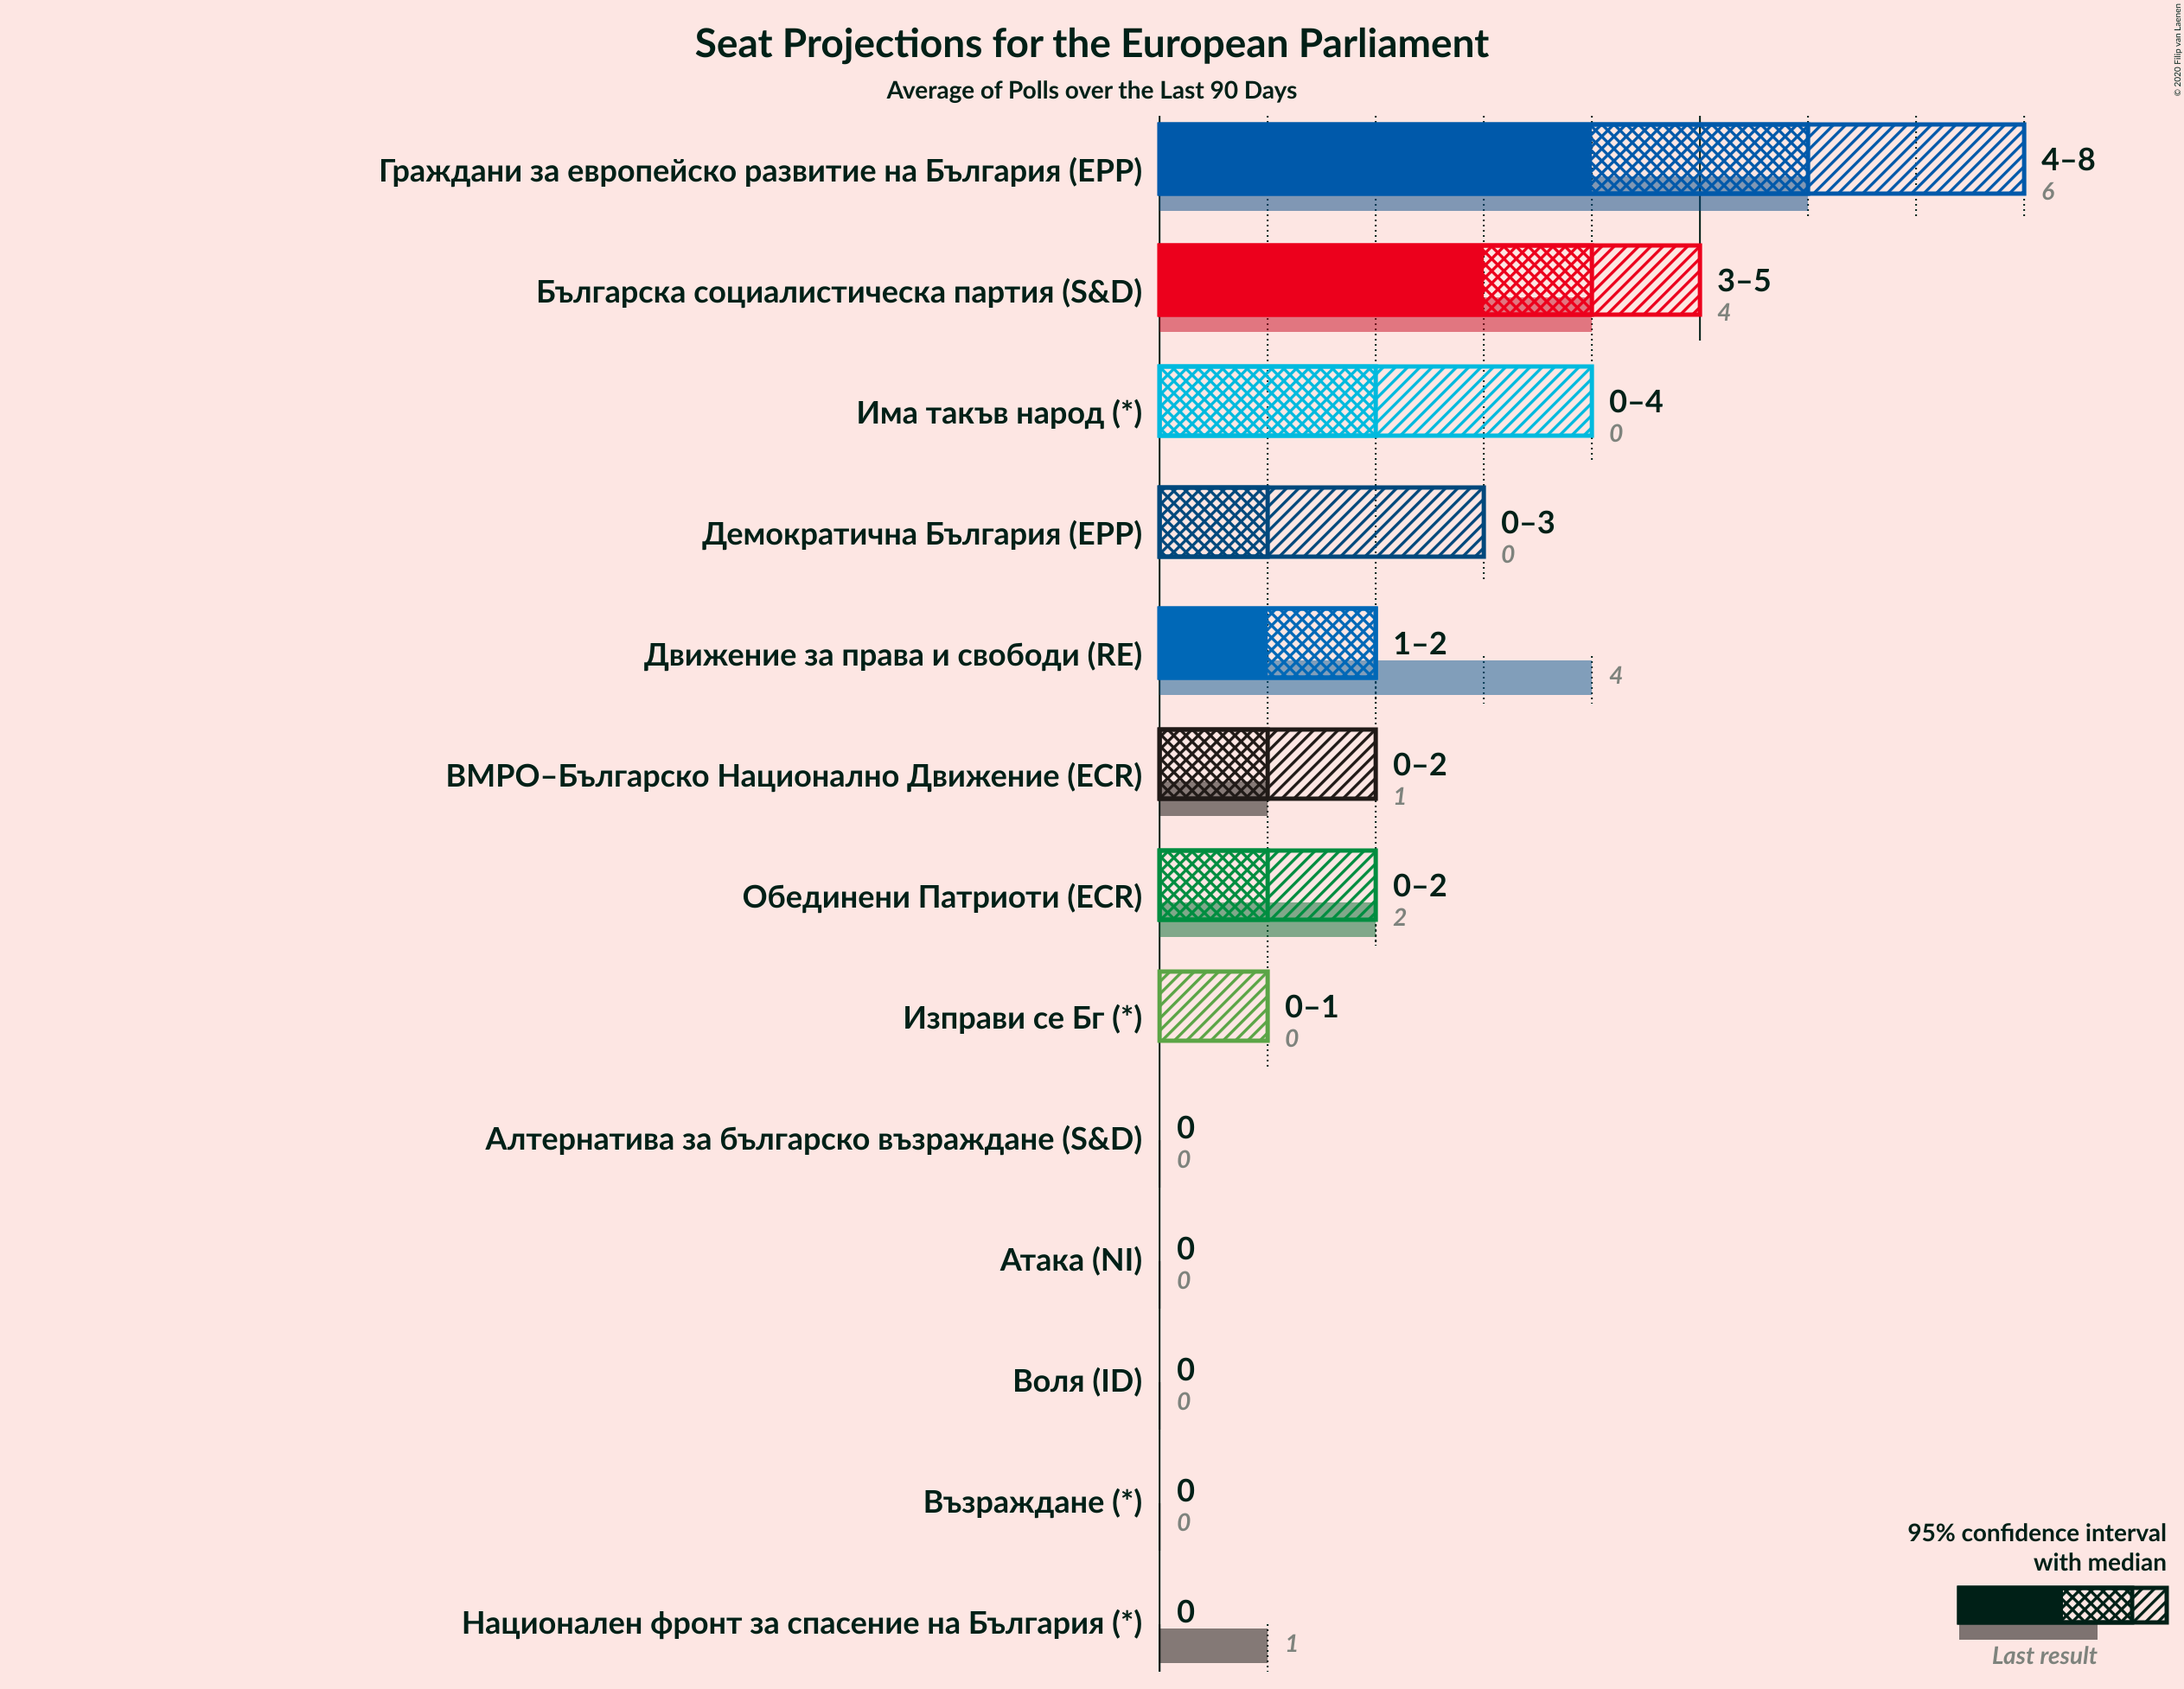 Seat Projections for the European Parliament
Average of Polls over the Last 90 Days
© 2020 Filip van Laenen
Граждани за европейско развитие на България (EPP)
4–8
6
Българска социалистическа партия (S&D)
3–5
4
Има такъв народ (*)
0–4
0
Демократична България (EPP)
0–3
0
Движение за права и свободи (RE)
1–2
4
ВМРО–Българско Национално Движение (ECR)
0–2
1
Обединени Патриоти (ECR)
0–2
2
Изправи се Бг (*)
0–1
0
Алтернатива за българско възраждане (S&D)
0
0
Атака (NI)
0
0
Воля (ID)
0
0
Възраждане (*)
0
0
Национален фронт за спасение на България (*)
0
1
95% confidence interval
with median
Last result